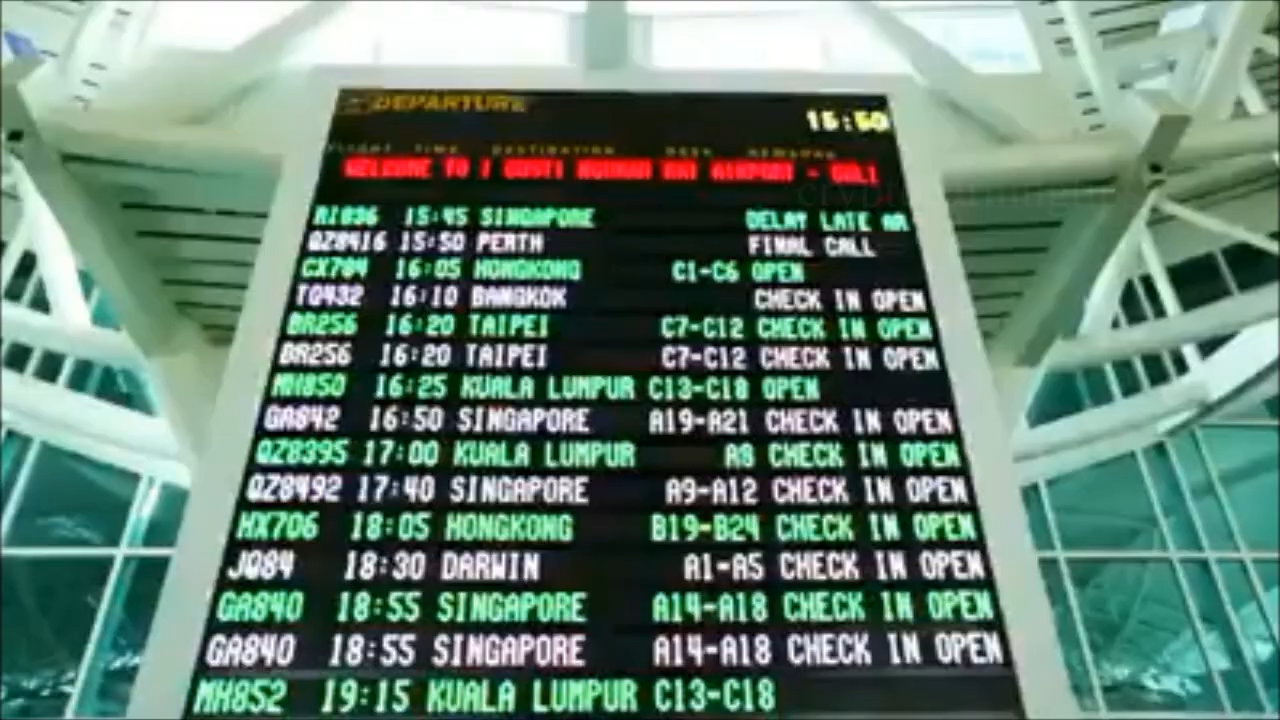 DEPARTURE
15:50
FLIGHT TIME DESTINATION DESK REMARKS
WELCOME TO I GUSTI NGURAH RAI AIRPORT - BALI
15:45 SINGAPORE DELAY LATE AR
QZ8416 15:50 PERTH FINAL CALL
CX784 16:05 HONGKONG C1-C6 OPEN
TG432 16:10 BANGKOK CHECK IN OPEN
BR256 16:20 TAIPEI C7-C12 CHECK IN OPEN
BR256 16:20 TAIPEI C7-C12 CHECK IN OPEN
MH850 16:25 KUALA LUMPUR C13-C18 OPEN
GA842 16:50 SINGAPORE A19-A21 CHECK IN OPEN
QZ8395 17:00 KUALA LUMPUR A8 CHECK IN OPEN
QZ8492 17:40 SINGAPORE A9-A12 CHECK IN OPEN
HX706 18:05 HONGKONG B19-B24 CHECK IN OPEN
JQ84 18:30 DARWIN A1-A5 CHECK IN OPEN
GA840 18:55 SINGAPORE A14-A18 CHECK IN OPEN
GA840 18:55 SINGAPORE A14-A18 CHECK IN OPEN
MH852 19:15 KUALA LUMPUR C13-C18